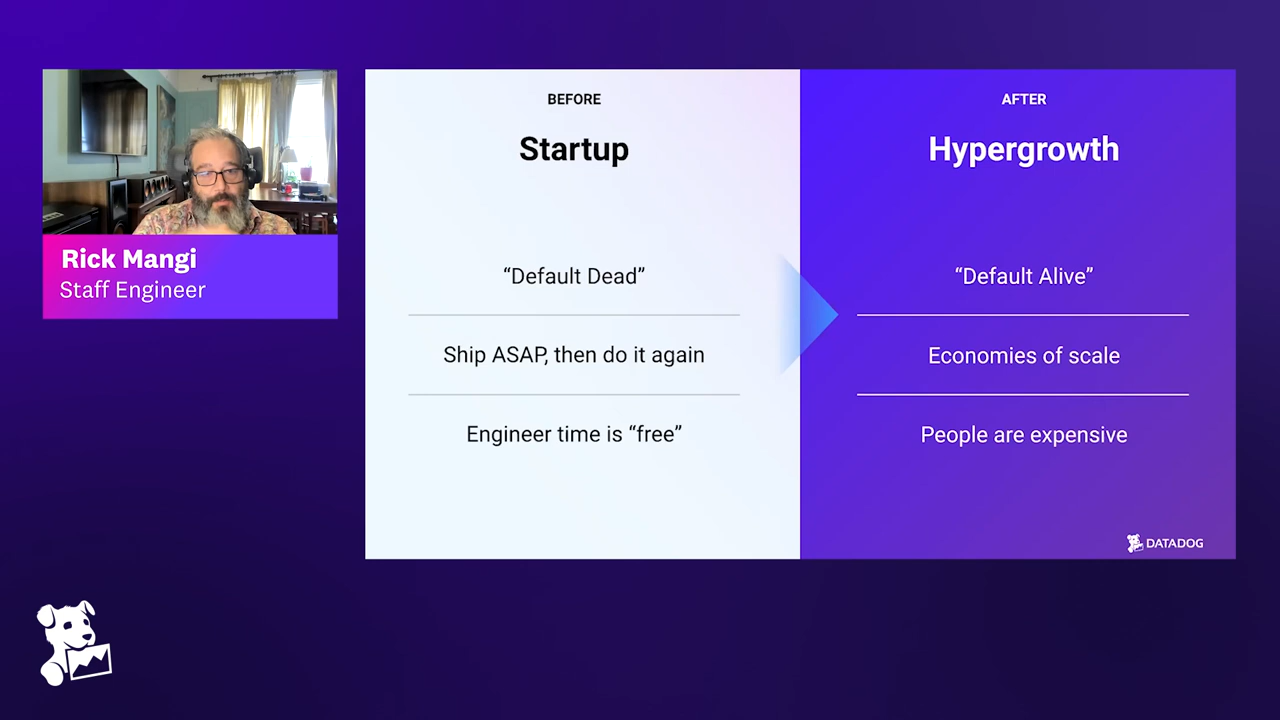 Rick Mangi
Staff Engineer
BEFORE
Startup
“Default Dead”
Ship ASAP, then do it again
Engineer time is “free”
AFTER
Hypergrowth
“Default Alive”
Economies of scale
People are expensive
DATADOG